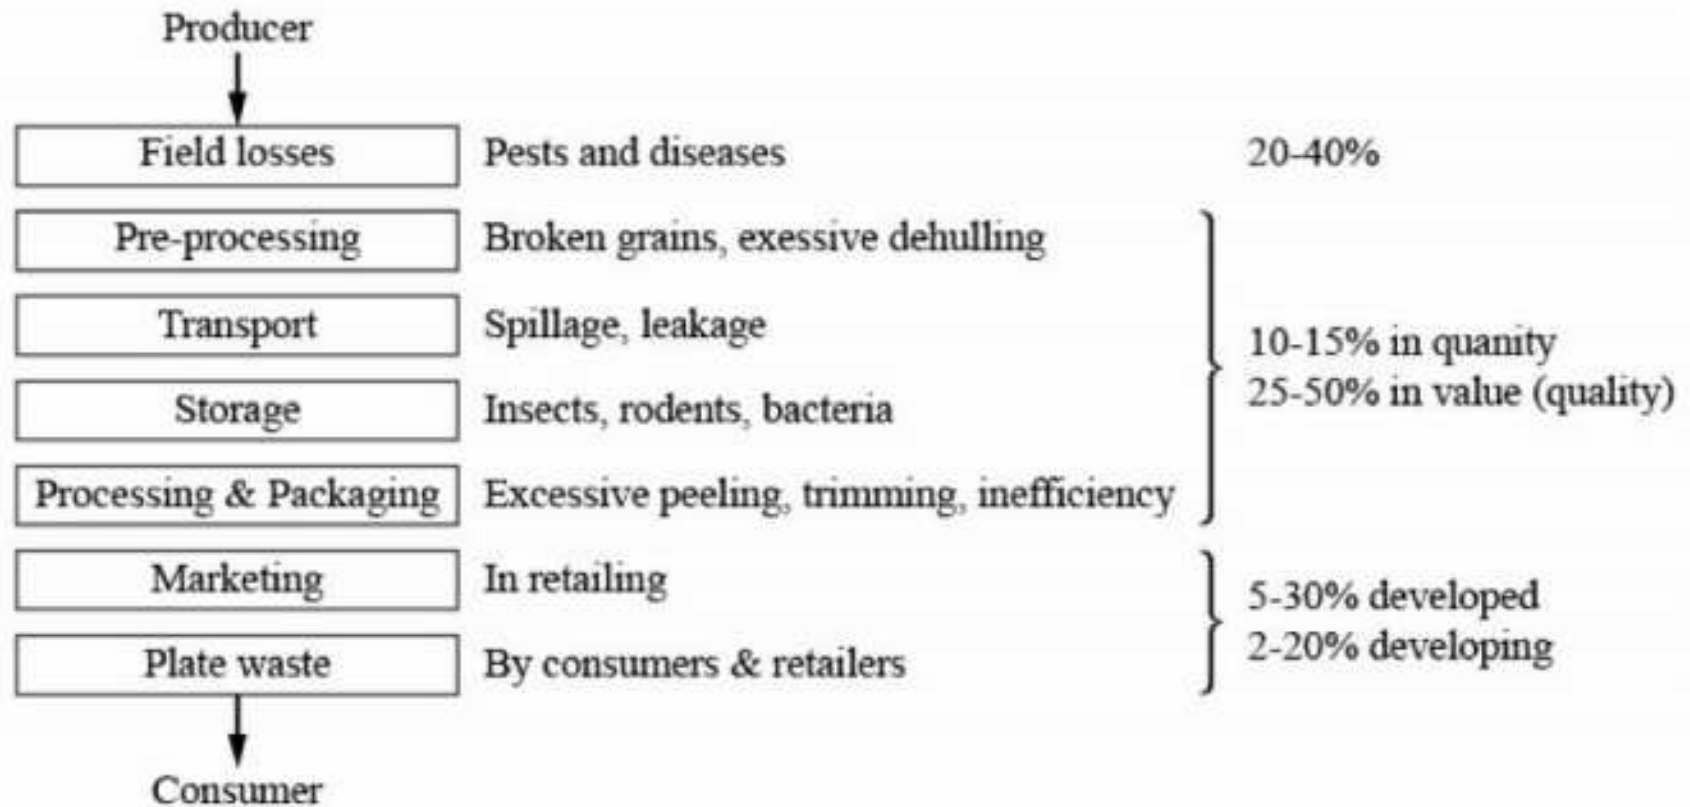 Producer
Field losses Pests and diseases 20-40%
Pre-processing Broken grains, exessive dehulling
Transport Spillage, leakage
10-15% in quanity
25-50% in value (quality)
Storage Insects, rodents, bacteria
Processing & Packaging Excessive peeling, trimming, inefficiency
Marketing In retailing
5-30% developed
2-20% developing
Plate waste By consumers & retailers
Consumer